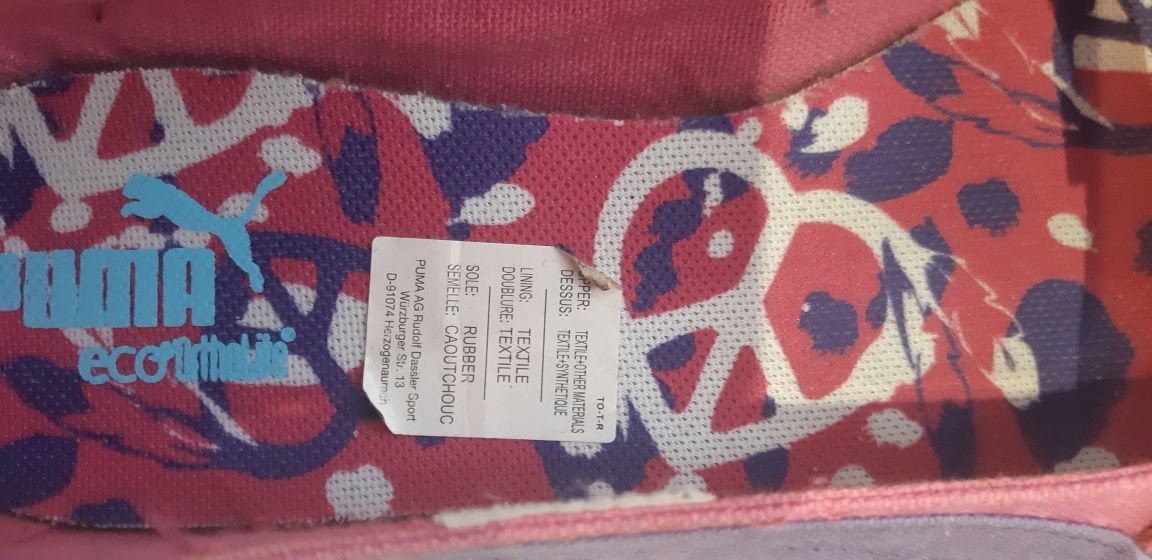 PUMA
ecoOrtholite®
TO-T-R
UPPER: TEXTILE+OTHER MATERIALS
DESSUS: TEXTILE+SYNTHETIQUE
LINING: TEXTILE
DOUBLURE: TEXTILE
SOLE: RUBBER
SEMELLE: CAOUTCHOUC
PUMA AG Rudolf Dassler Sport
Würzburger Str. 13
D-91074 Herzogenaurach